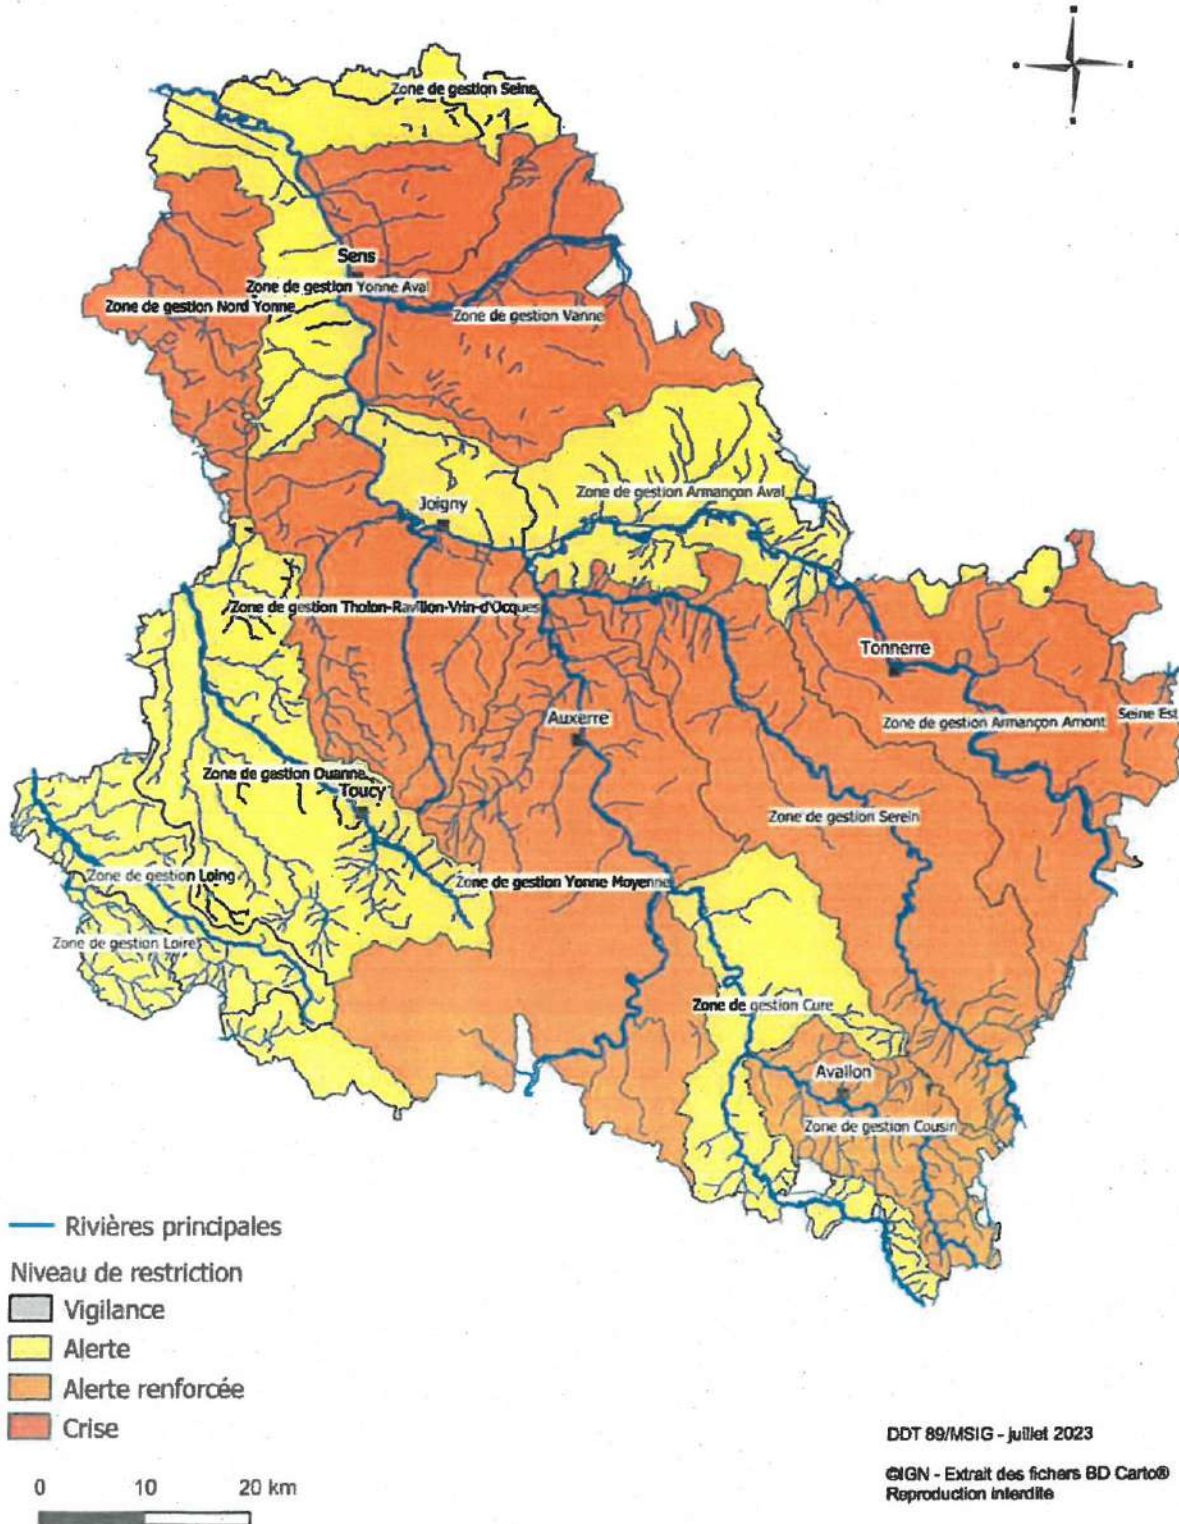 Zone de gestion Seine
Sens
Zone de gestion Yonne Aval
Zone de gestion Nord Yonne
Zone de gestion Vanne
Zone de gestion Armançon Aval
Joigny
Zone de gestion Tholon-Ravillon-Vrin-d'Ocques
Tonnerre
Auxerre
Zone de gestion Armançon Amont
Seine Est
Zone de gestion Ouanne
Toucy
Zone de gestion Serein
Zone de gestion Loing
Zone de gestion Yonne Moyenne
Zone de gestion Loire
Zone de gestion Cure
Avallon
Zone de gestion Cousin
Rivières principales
Niveau de restriction
Vigilance
Alerte
Alerte renforcée
Crise
DDT 89/MSIG - juillet 2023
©IGN - Extrait des fichers BD Carto®
Reproduction interdite
0 10 20 km